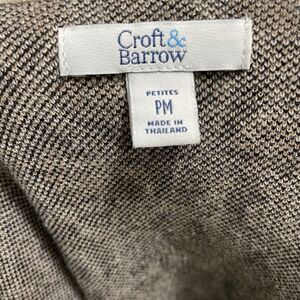 Croft&
Barrow
PETITES
PM
MADE IN
THAILAND